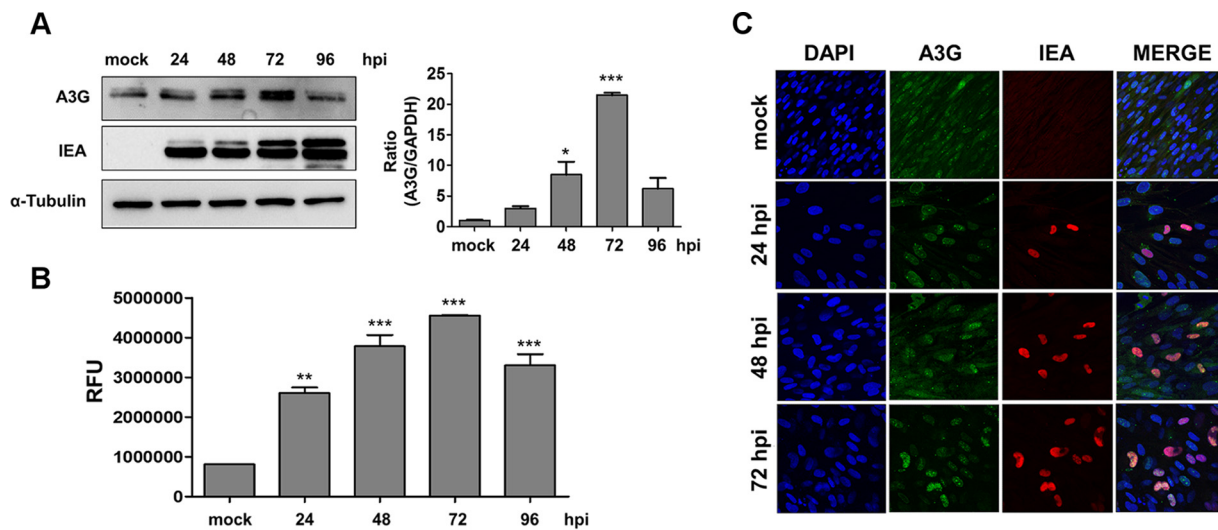 A
mock 24 48 72 96 hpi
A3G
IEA
α-Tubulin
Ratio
(A3G/GAPDH)
25
20
15
10
5
0
*
***
mock 24 48 72 96 hpi
B
RFU
5000000
4000000
3000000
2000000
1000000
0
**
***
***
***
mock 24 48 72 96 hpi
C
DAPI A3G IEA MERGE
mock
24 hpi
48 hpi
72 hpi